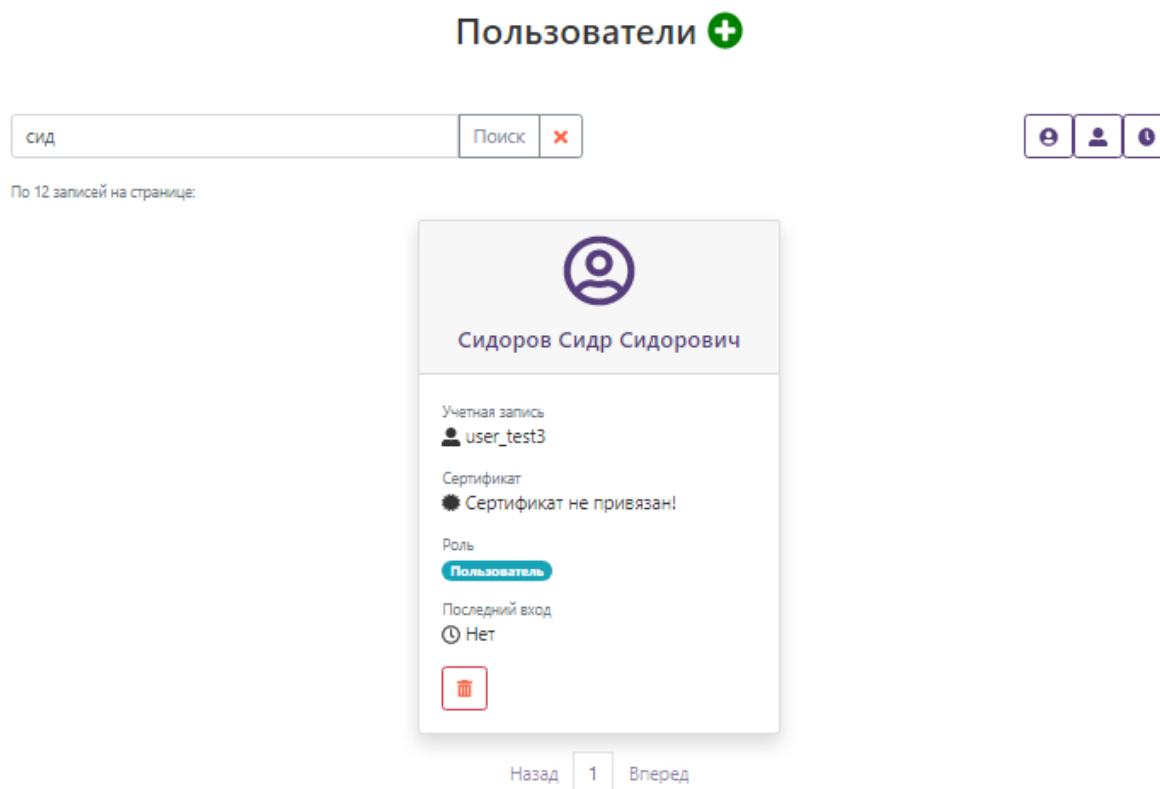 Пользователи
сид
Поиск
По 12 записей на странице:
Сидоров Сидр Сидорович
Учетная запись
user_test3
Сертификат
Сертификат не привязан!
Роль
Пользователь
Последний вход
Нет
Назад 1 Вперед